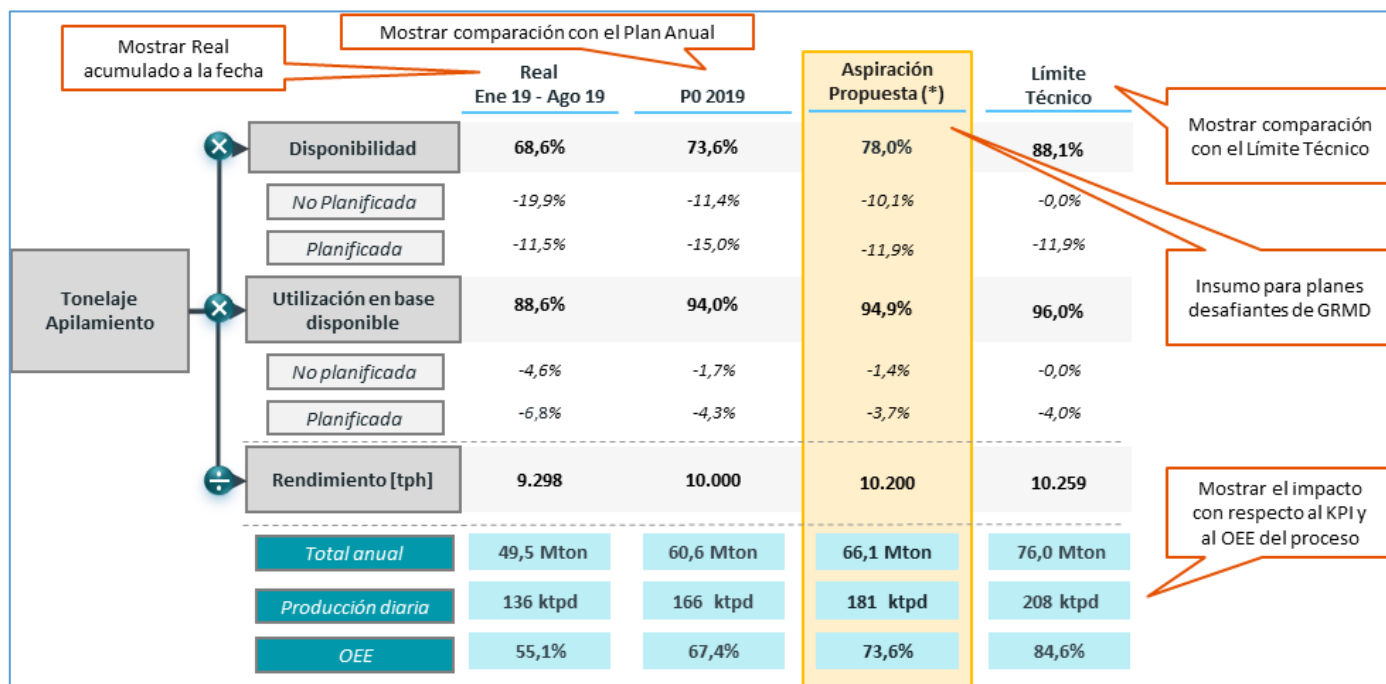 Mostrar Real
acumulado a la fecha
Mostrar comparación con el Plan Anual
Real
Ene 19 - Ago 19
P0 2019
Aspiración
Propuesta (*)
Límite
Técnico
Mostrar comparación
con el Límite Técnico
Disponibilidad 68,6% 73,6% 78,0% 88,1%
No Planificada -19,9% -11,4% -10,1% -0,0%
Planificada -11,5% -15,0% -11,9% -11,9%
Insumo para planes
desafiantes de GRMD
Tonelaje
Apilamiento
Utilización en base
disponible
88,6% 94,0% 94,9% 96,0%
No planificada -4,6% -1,7% -1,4% -0,0%
Planificada -6,8% -4,3% -3,7% -4,0%
Rendimiento [tph] 9.298 10.000 10.200 10.259
Mostrar el impacto
con respecto al KPI y
al OEE del proceso
Total anual 49,5 Mton 60,6 Mton 66,1 Mton 76,0 Mton
Producción diaria 136 ktpd 166 ktpd 181 ktpd 208 ktpd
OEE 55,1% 67,4% 73,6% 84,6%